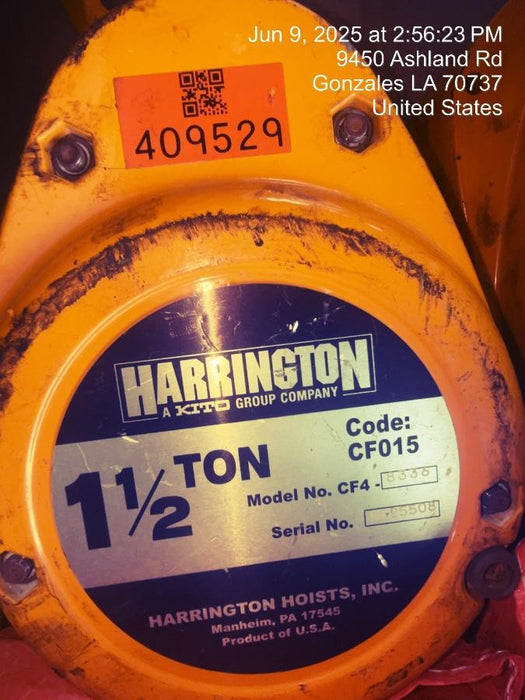 Jun 9, 2025 at 2:56:23 PM
9450 Ashland Rd
Gonzales LA 70737
United States
409529
HARRINGTON
A KITO GROUP COMPANY
1 1/2 TON
Code:
CF015
Model No. CF4 -
Serial No.
HARRINGTON HOISTS, INC.
Manheim, PA 17545
Product of U.S.A.